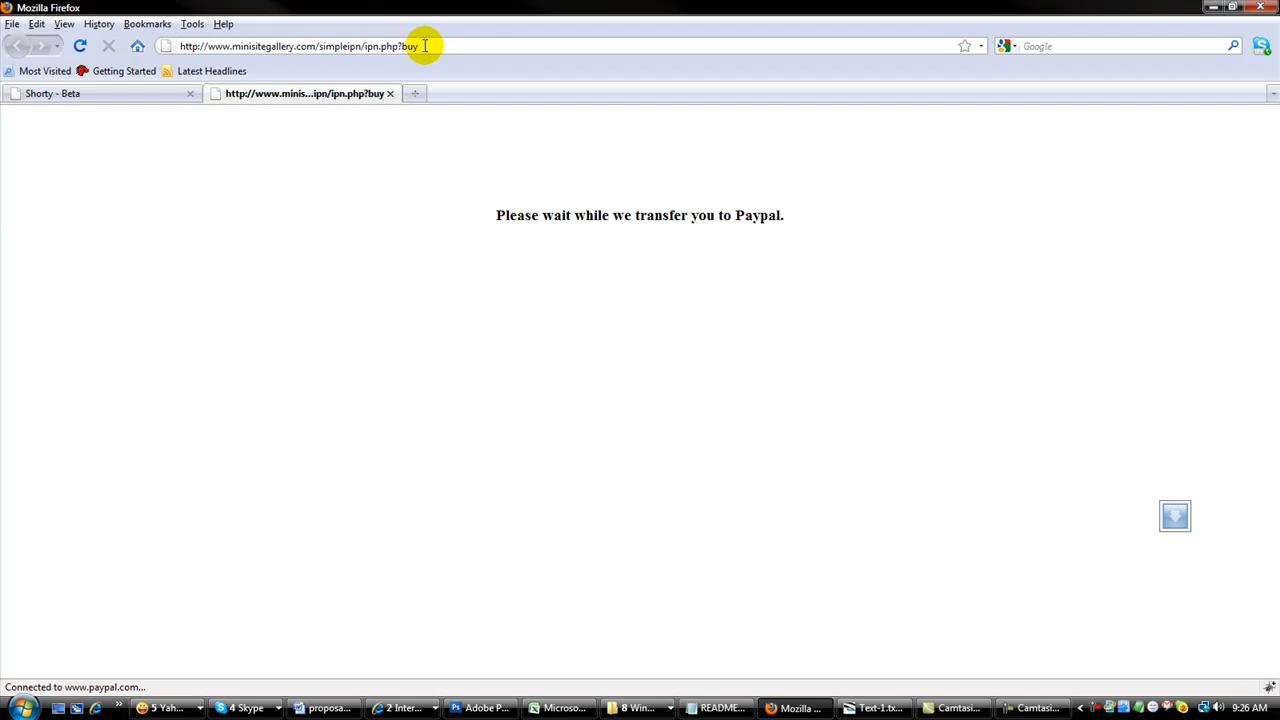 Mozilla Firefox
File Edit View History Bookmarks Tools Help
http://www.minisitegallery.com/simpleipn/ipn.php?buy
Google
Most Visited Getting Started Latest Headlines
Shorty - Beta
http://www.minis...ipn/ipn.php?buy
Please wait while we transfer you to Paypal.
Connected to www.paypal.com...
5 Yah... 4 Skype proposa... 2 Inter... Adobe P... Microso... 8 Win... README... Mozilla ... Text-1.tx... Camtasi... Camtasi... 9:26 AM